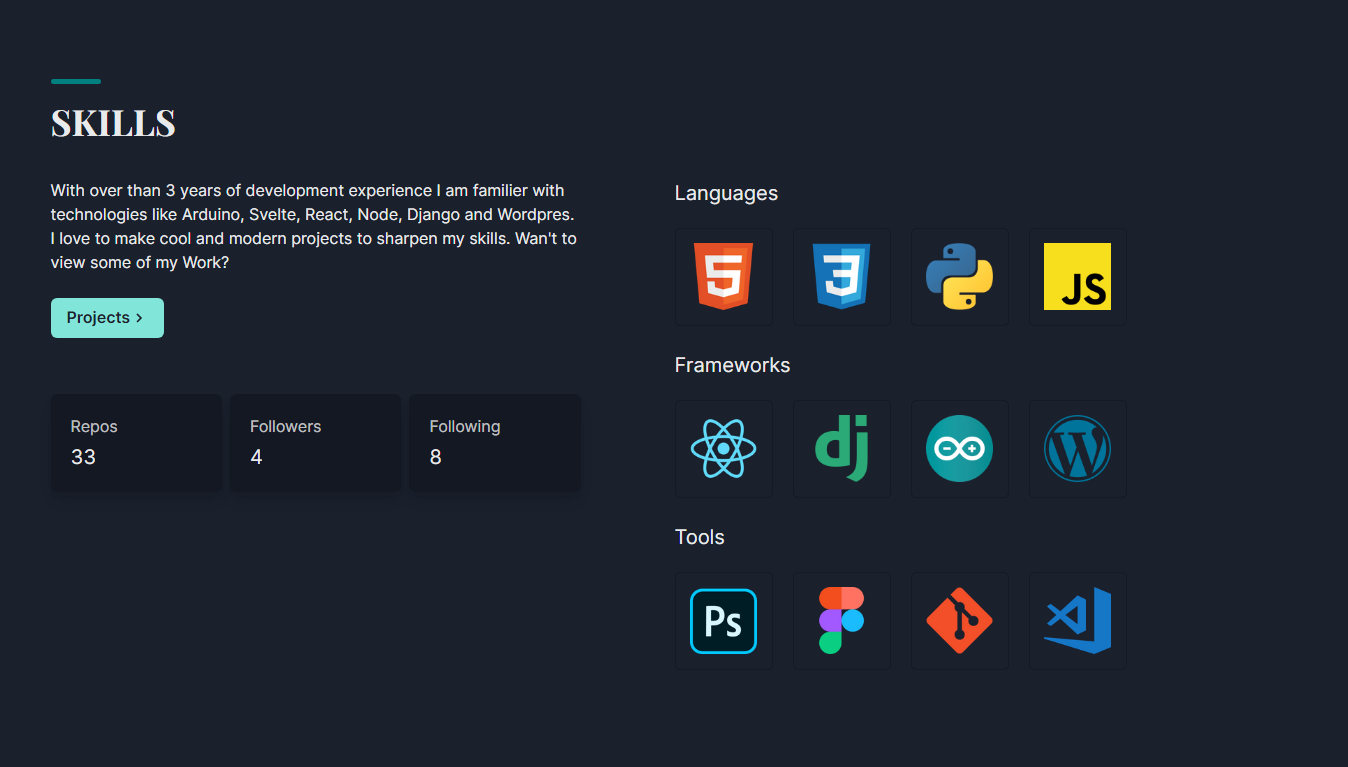 SKILLS
With over than 3 years of development experience I am familier with
technologies like Arduino, Svelte, React, Node, Django and Wordpres.
I love to make cool and modern projects to sharpen my skills. Wan't to
view some of my Work?
Projects ›
Repos
33
Followers
4
Following
8
Languages
5
3
JS
Frameworks
dj
W
Tools
Ps